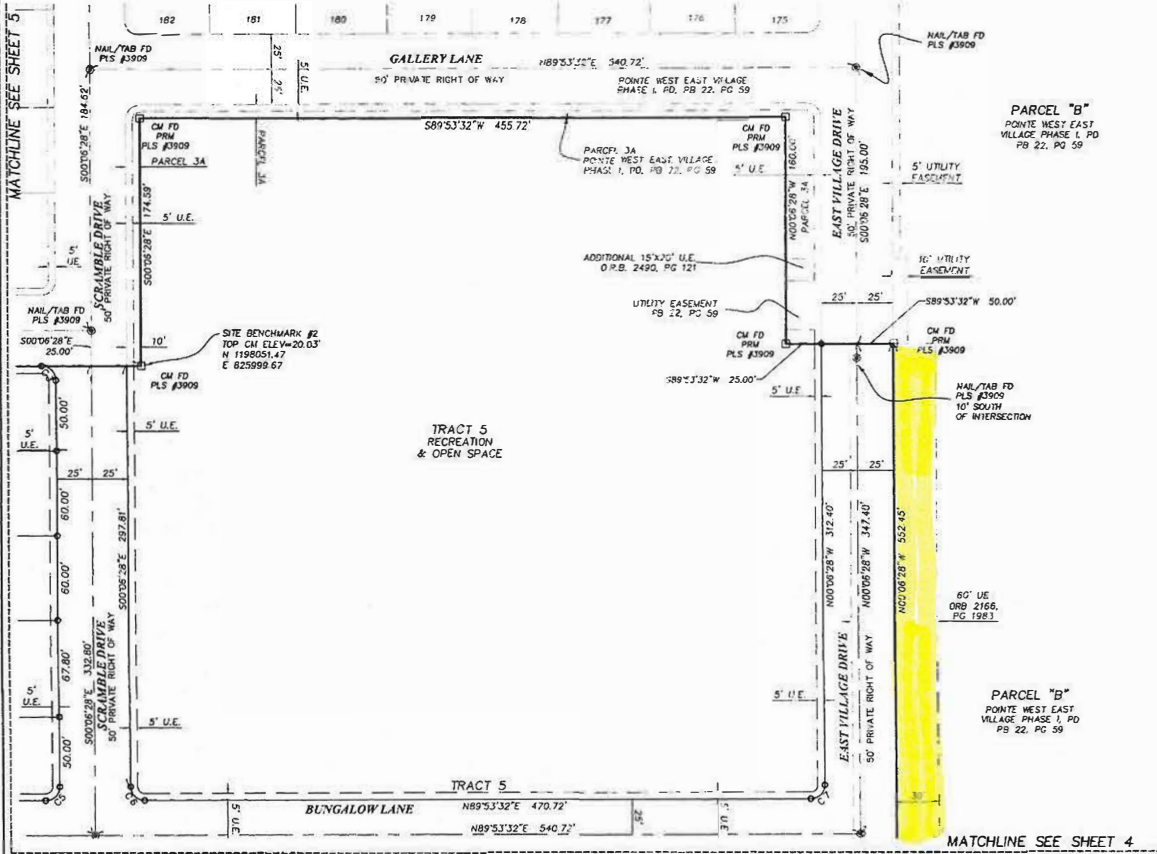 182 181 180 179 178 177 176 175
MATCHLINE SEE SHEET 5
NAIL/TAB FD
PLS #3909
25'
25'
5' U.E.
GALLERY LANE
N89°53'32"E 540.72'
50' PRIVATE RIGHT OF WAY
POINTE WEST EAST VILLAGE
PHASE I, PD, PB 22, PG 59
NAIL/TAB FD
PLS #3909
PARCEL "B"
POINTE WEST EAST
VILLAGE PHASE I, PD
PB 22, PG 59
S00°06'28"E 184.62'
CM FD
PRM
PLS #3909
PARCEL 3A
PARCEL 3A
S89°53'32"W 455.72'
PARCEL 3A
POINTE WEST EAST VILLAGE
PHASE I, PD, PB 22, PG 59
CM FD
PRM
PLS #3909
5' U.E.
N00°06'28"W 160.00'
PARCEL 3A
EAST VILLAGE DRIVE
50' PRIVATE RIGHT OF WAY
S00°06'28"E 195.00'
5' UTILITY
EASEMENT
SCRAMBLE DRIVE
50' PRIVATE RIGHT OF WAY
S00°06'28"E 174.59'
5' U.E.
5'
UE
ADDITIONAL 15'X20' U.E.
O.R.B. 2490, PG 121
10' UTILITY
EASEMENT
UTILITY EASEMENT
PB 22, PG 59
25' 25'
S89°53'32"W 50.00'
NAIL/TAB FD
PLS #3909
S00°06'28"E
25.00'
10'
SITE BENCHMARK #2
TOP CM ELEV=20.03'
N 1198051.47
E 825999.67
CM FD
PLS #3909
CM FD
PRM
PLS #3909
CM FD
PRM
PLS #3909
S89°53'32"W 25.00'
5' U.E.
NAIL/TAB FD
PLS #3909
10' SOUTH
OF INTERSECTION
50.00'
5'
U.E.
5' U.E.
TRACT 5
RECREATION
& OPEN SPACE
25' 25'
25' 25'
60.00'
60.00'
67.80'
50.00'
S00°06'28"E 297.81'
S00°06'28"E 332.80'
SCRAMBLE DRIVE
50' PRIVATE RIGHT OF WAY
N00°06'28"W 312.40'
N00°06'28"W 347.40'
N00°06'28"W 552.45'
60' UE
ORB 2166,
PG 1983
EAST VILLAGE DRIVE
50' PRIVATE RIGHT OF WAY
5'
U.E.
5' U.E.
5' U.E.
PARCEL "B"
POINTE WEST EAST
VILLAGE PHASE I, PD
PB 22, PG 59
C6
C7
TRACT 5
BUNGALOW LANE
N89°53'32"E 470.72'
5' U.E.
25'
5' U.E.
30'
N89°53'32"E 540.72'
MATCHLINE SEE SHEET 4